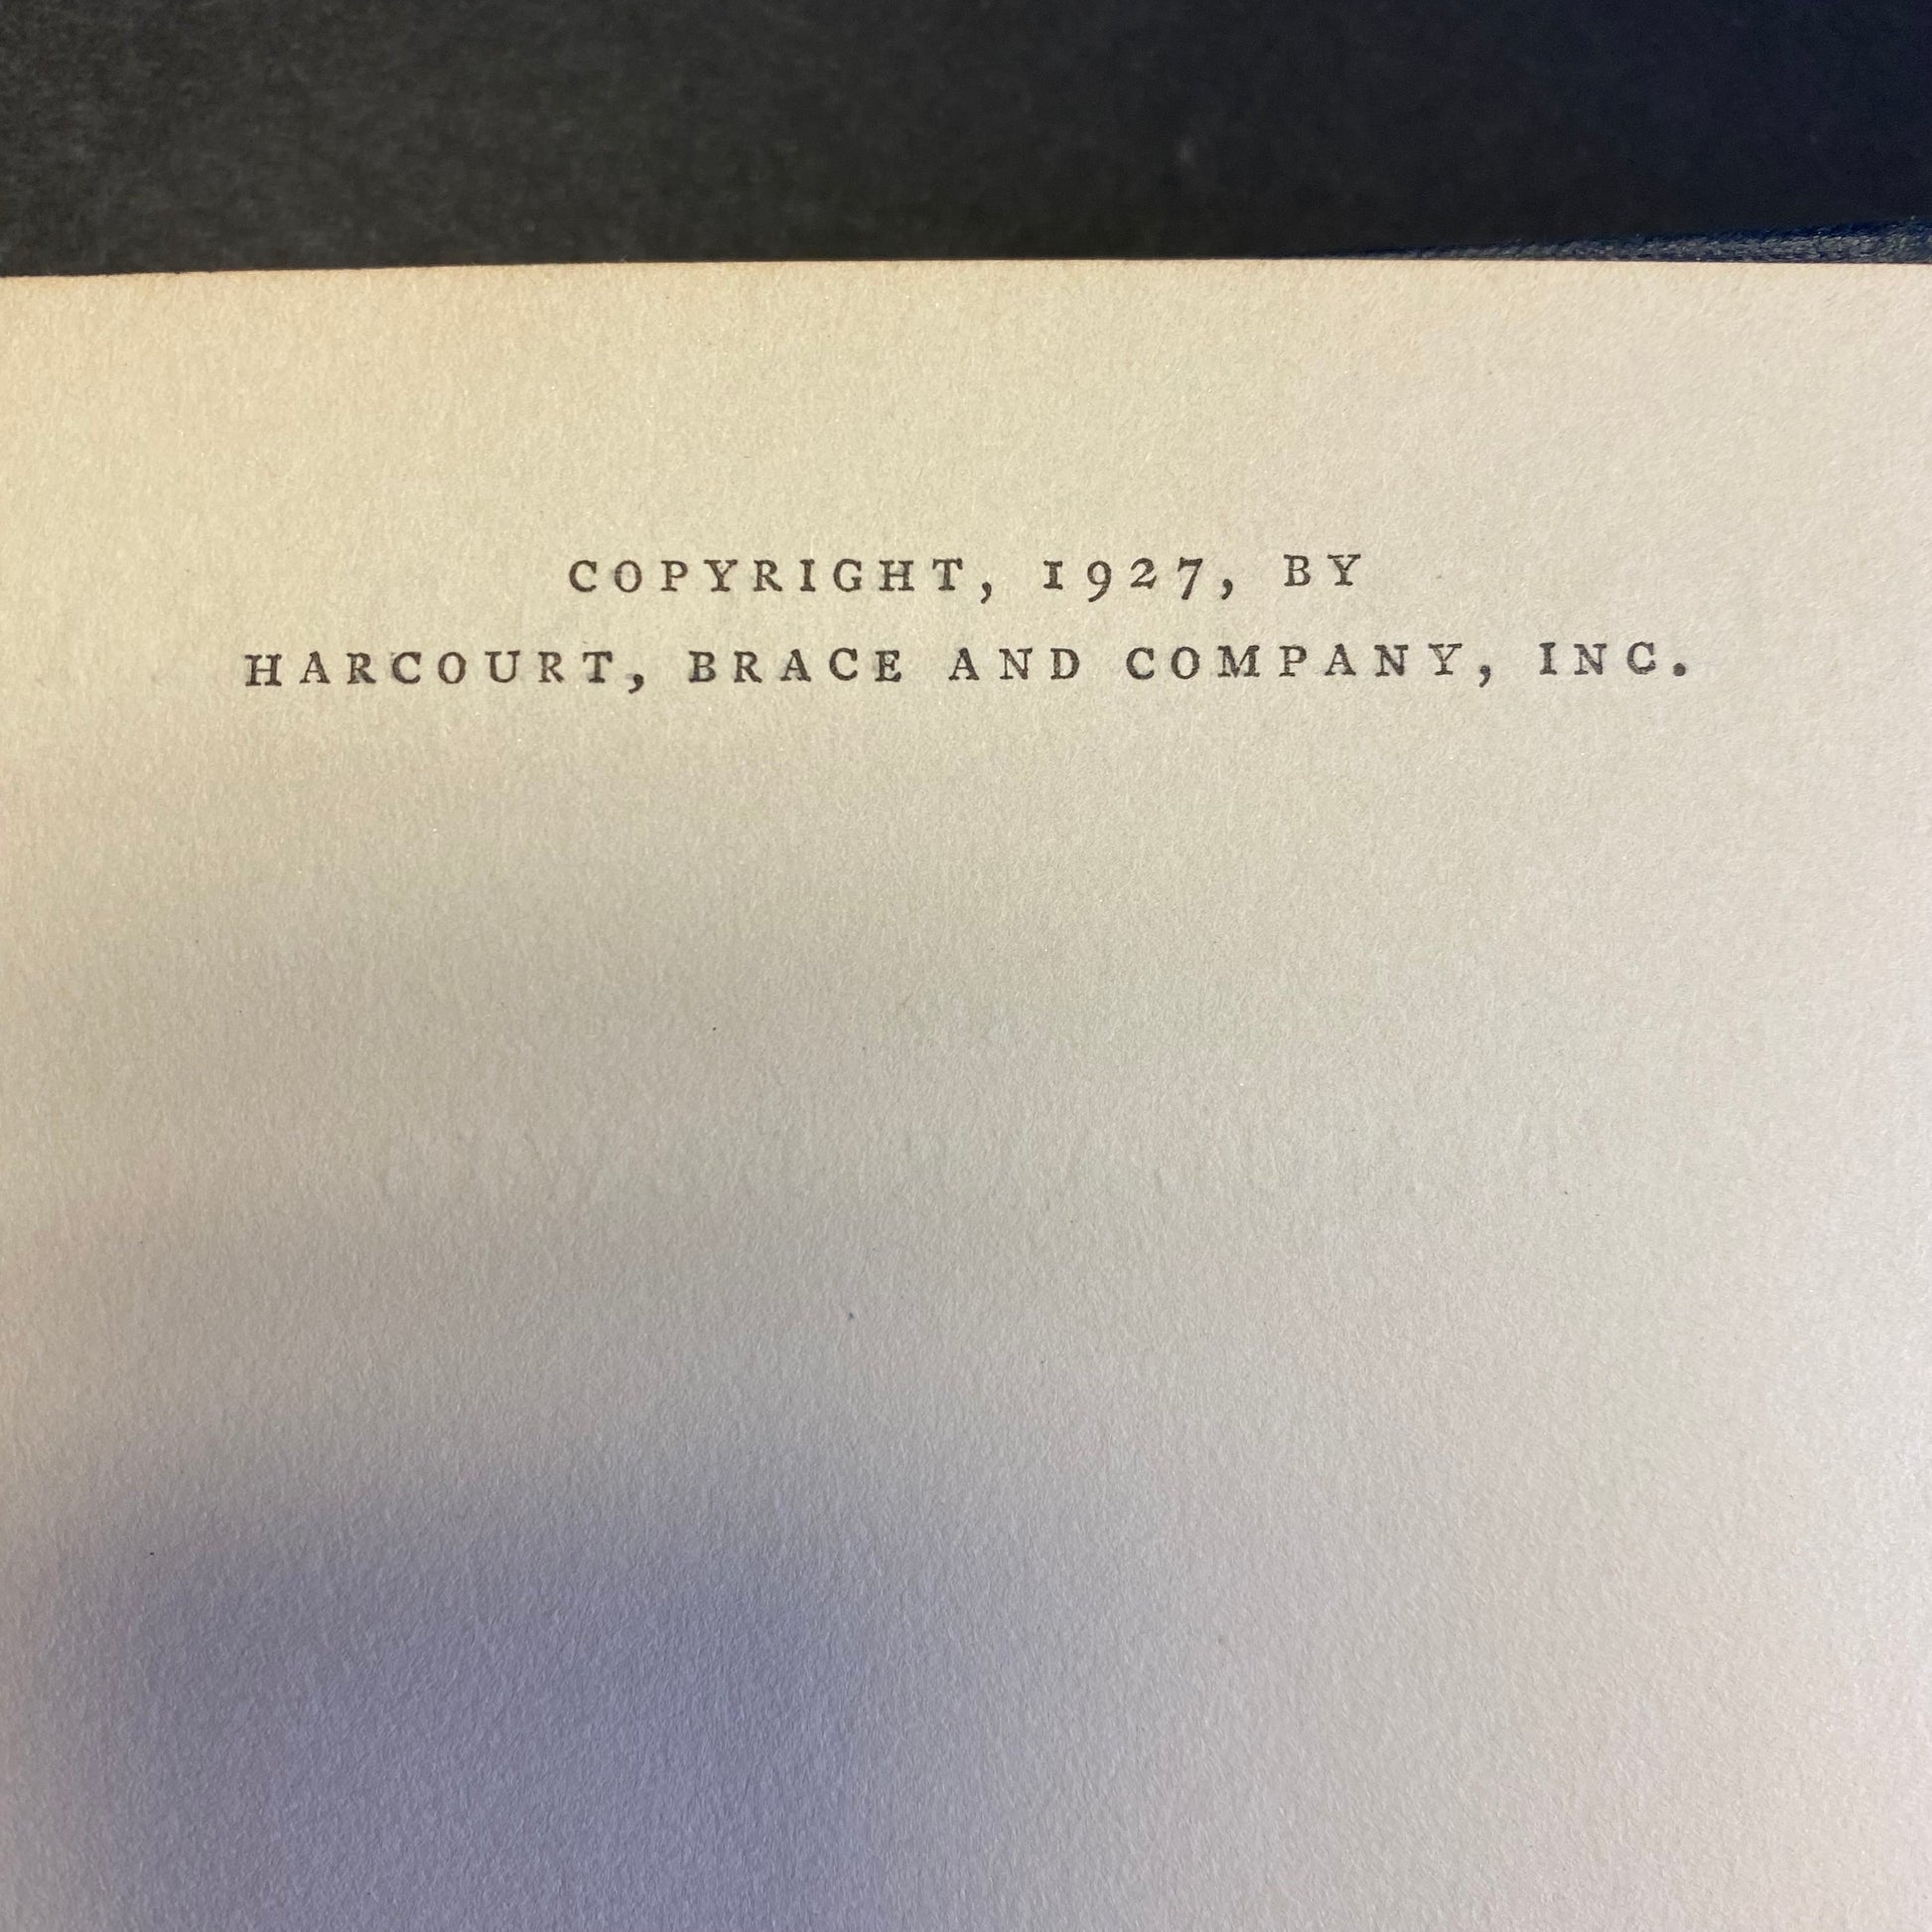 COPYRIGHT, 1927, BY
HARCOURT, BRACE AND COMPANY, INC.